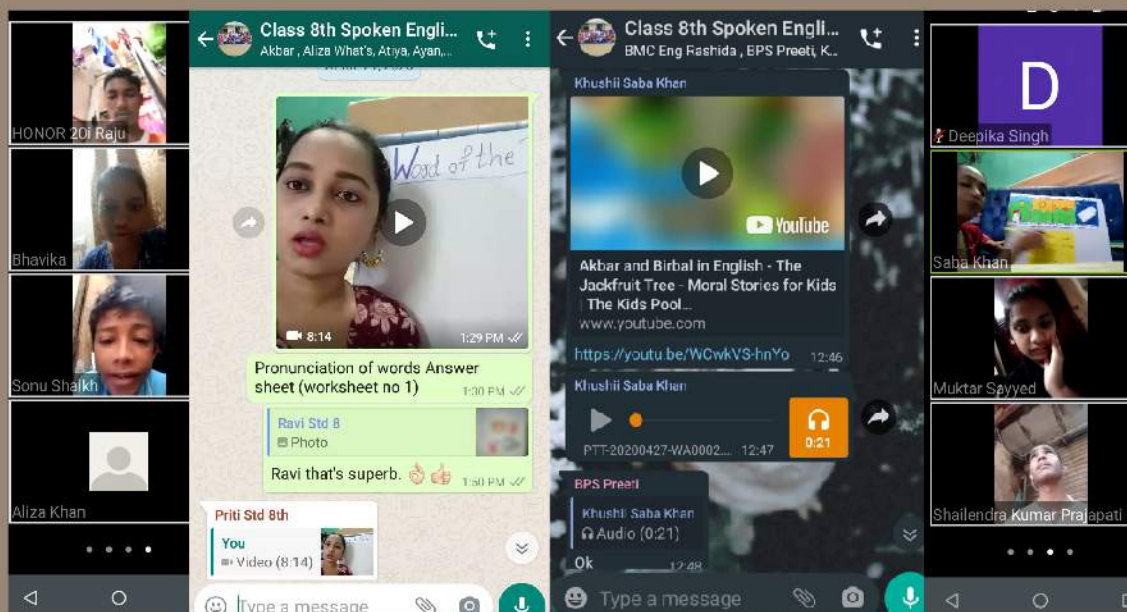 HONOR 20i Raju
Bhavika
Sonu Shaikh
Aliza Khan
Class 8th Spoken Engli...
Akbar , Aliza What's, Atiya, Ayan,...
Word of the
8:14
1:29 PM
Pronunciation of words Answer
sheet (worksheet no 1)
1:30 PM
Ravi Std 8
Photo
Ravi that's superb. 👌 👍
1:50 PM
Priti Std 8th
You
Video (8:14)
Type a message
Class 8th Spoken Engli...
BMC Eng Rashida , BPS Preeti, K...
Khushii Saba Khan
YouTube
Akbar and Birbal in English - The
Jackfruit Tree - Moral Stories for Kids
| The Kids Pool...
www.youtube.com
https://youtu.be/WCwkVS-hnYo
12:46
Khushii Saba Khan
0:21
PTT-20200427-WA0002....
12:47
BPS Preeti
Khushii Saba Khan
Audio (0:21)
Ok
12:48
Type a message
D
Deepika Singh
Saba Khan
Muktar Sayyed
Shailendra Kumar Prajapati